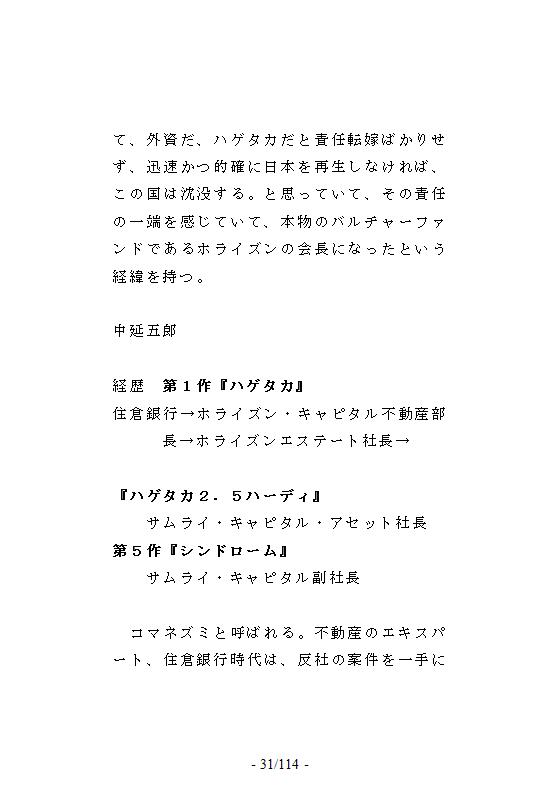 て、外資だ、ハゲタカだと責任転嫁ばかりせ
ず、迅速かつ的確に日本を再生しなければ、
この国は沈没する。と思っていて、その責任
の一端を感じていて、本物のバルチャーファ
ンドであるホライズンの会長になったという
経緯を持つ。
中延五郎
経歴　第１作『ハゲタカ』
住倉銀行→ホライズン・キャピタル不動産部
長→ホライズンエステート社長→
『ハゲタカ２．５ハーディ』
サムライ・キャピタル・アセット社長
第５作『シンドローム』
サムライ・キャピタル副社長
コマネズミと呼ばれる。不動産のエキスパ
ート、住倉銀行時代は、反社の案件を一手に
- 31/114 -